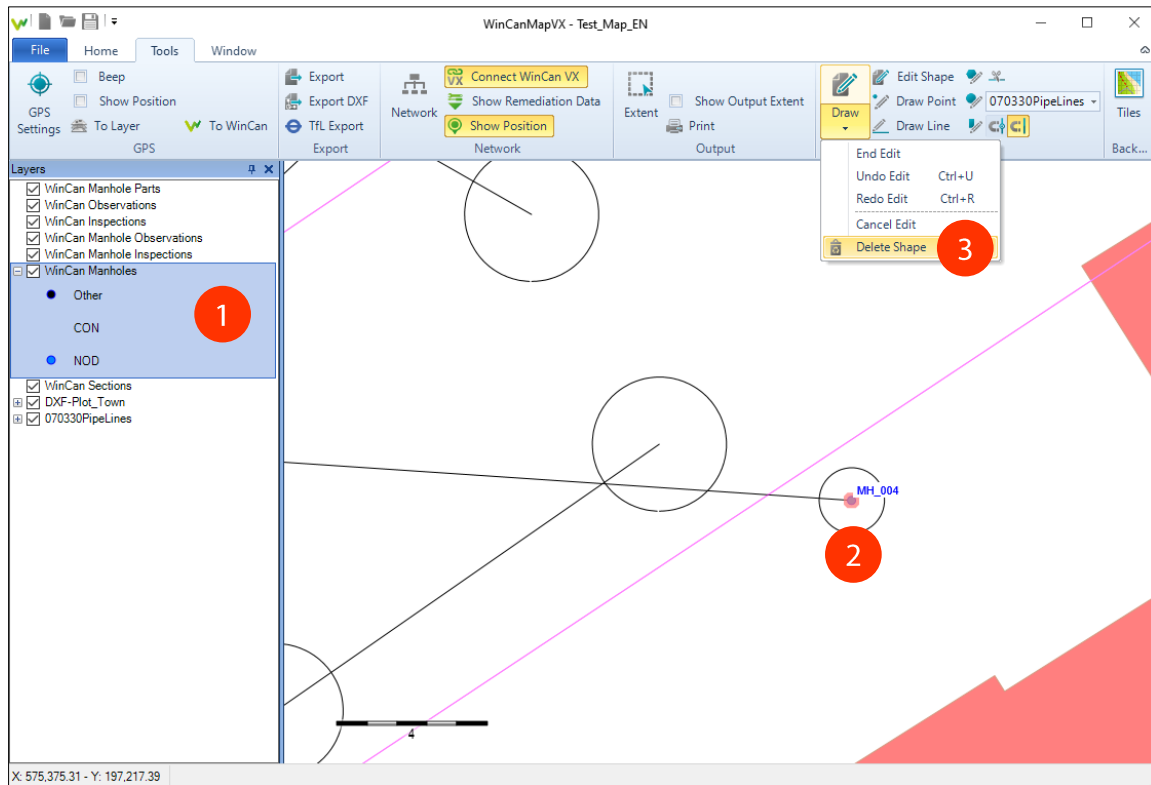 WinCanMapVX - Test_Map_EN
File Home Tools Window
GPS
Settings
Beep
Show Position
To Layer
To WinCan
GPS
Export
Export DXF
TfL Export
Export
Network
VX Connect WinCan VX
Show Remediation Data
Show Position
Network
Extent
Show Output Extent
Print
Output
Draw
Edit Shape
Draw Point
Draw Line
070330PipeLines
Tiles
Back...
End Edit
Undo Edit Ctrl+U
Redo Edit Ctrl+R
Cancel Edit
Delete Shape
3
Layers
WinCan Manhole Parts
WinCan Observations
WinCan Inspections
WinCan Manhole Observations
WinCan Manhole Inspections
WinCan Manholes
Other
CON
NOD
1
WinCan Sections
DXF-Plot_Town
070330PipeLines
MH_004
2
4
X: 575,375.31 - Y: 197,217.39